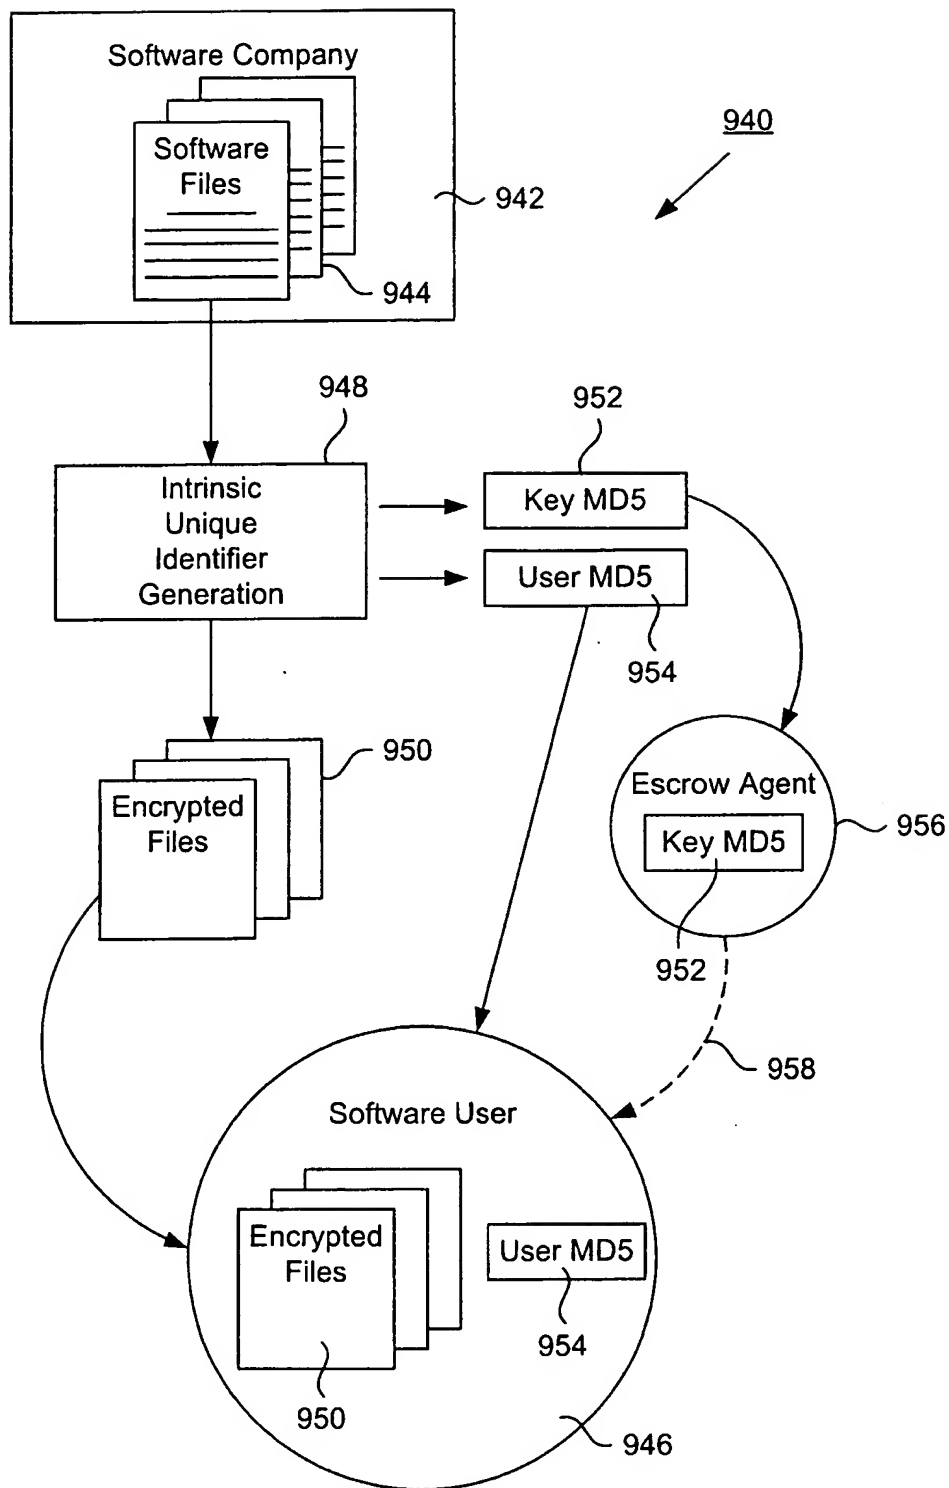 Software Company
Software
Files
940
942
944
948
952
Intrinsic
Unique
Identifier
Generation
Key MD5
User MD5
954
950
Encrypted
Files
Escrow Agent
Key MD5
956
952
958
Software User
Encrypted
Files
User MD5
954
950
946